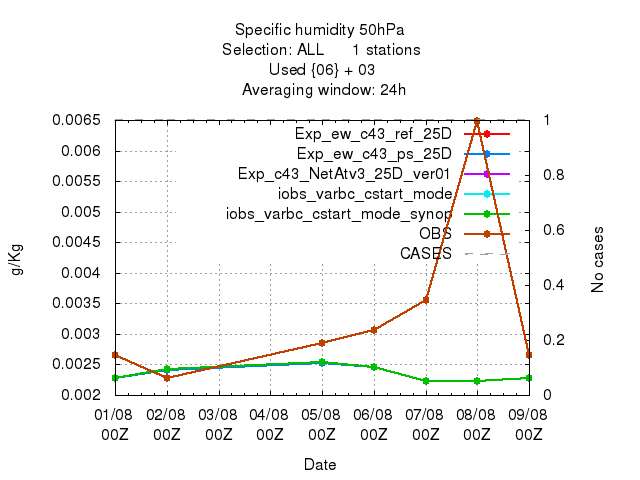 Specific humidity 50hPa
Selection: ALL 1 stations
Used {06} + 03
Averaging window: 24h
0.0065
0.006
0.0055
0.005
0.0045
0.004
0.0035
0.003
0.0025
0.002
g/Kg
1
0.8
0.6
0.4
0.2
0
No cases
Exp_ew_c43_ref_25D
Exp_ew_c43_ps_25D
Exp_c43_NetAtv3_25D_ver01
iobs_varbc_cstart_mode
iobs_varbc_cstart_mode_synop
OBS
CASES
01/08 02/08 03/08 04/08 05/08 06/08 07/08 08/08 09/08
00Z 00Z 00Z 00Z 00Z 00Z 00Z 00Z 00Z
Date